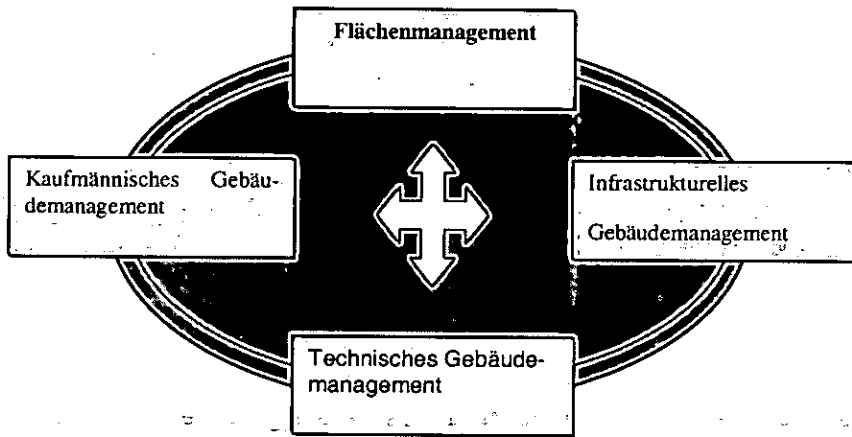 Flächenmanagement
Kaufmännisches Gebäu-
demanagement
Infrastrukturelles
Gebäudemanagement
Technisches Gebäude-
management